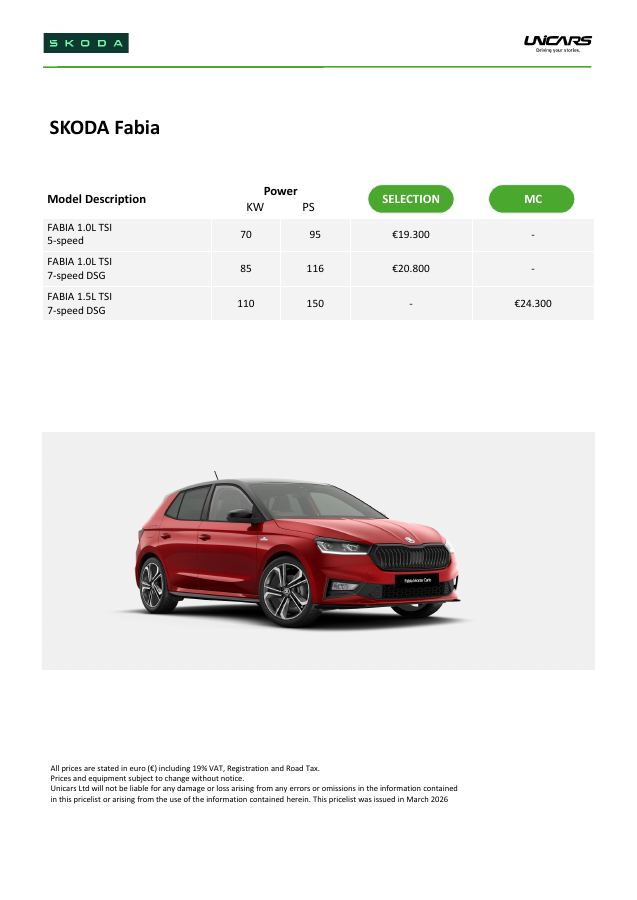 SKODA
UNICARS
Driving your stories.
SKODA Fabia
Model Description
Power
KW PS
SELECTION
MC
FABIA 1.0L TSI
5-speed
70 95 €19.300 -
FABIA 1.0L TSI
7-speed DSG
85 116 €20.800 -
FABIA 1.5L TSI
7-speed DSG
110 150 - €24.300
Fabia Monte Carlo
All prices are stated in euro (€) including 19% VAT, Registration and Road Tax.
Prices and equipment subject to change without notice.
Unicars Ltd will not be liable for any damage or loss arising from any errors or omissions in the information contained
in this pricelist or arising from the use of the information contained herein. This pricelist was issued in March 2026